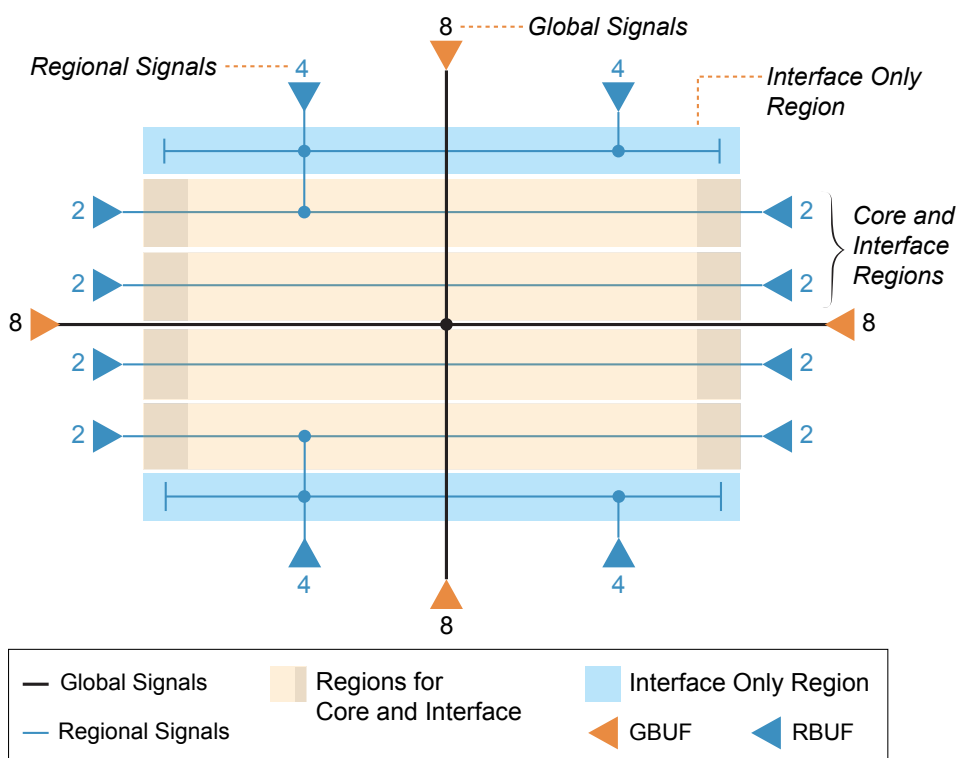 8
Global Signals
Regional Signals
4
4
Interface Only
Region
2
2
Core and
Interface
Regions
2
2
8
8
2
2
2
2
4
4
8
Global Signals
Regional Signals
Regions for
Core and Interface
Interface Only Region
GBUF
RBUF